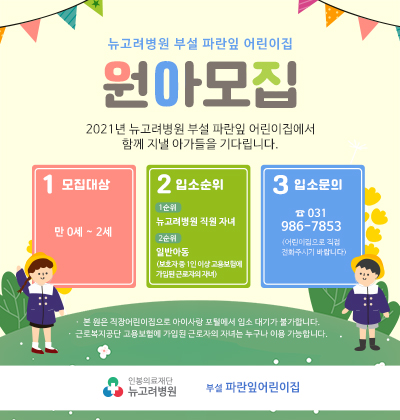 뉴고려병원 부설 파란잎 어린이집
원아모집
2021년 뉴고려병원 부설 파란잎 어린이집에서
함께 지낼 아가들을 기다립니다.
1 모집대상
만 0세 ~ 2세
2 입소순위
1순위
뉴고려병원 직원 자녀
2순위
일반아동
(보호자 중 1인 이상 고용보험에
가입된 근로자의 자녀)
3 입소문의
☎ 031
986-7853
(어린이집으로 직접
전화주시기 바랍니다)
· 본 원은 직장어린이집으로 아이사랑 포털에서 입소 대기가 불가합니다.
· 근로복지공단 고용보험에 가입된 근로자의 자녀는 누구나 이용 가능합니다.
인봉의료재단
뉴고려병원
부설 파란잎어린이집